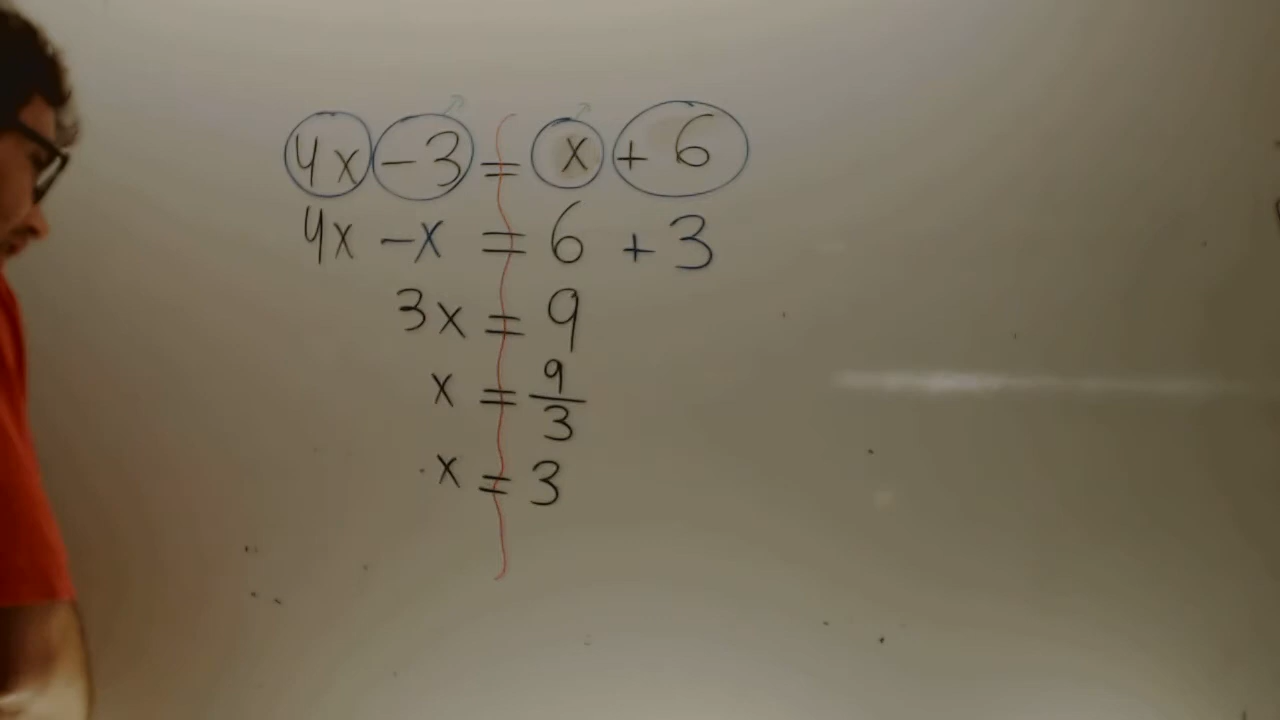 4x - 3 = x + 6
4x - x = 6 + 3
3x = 9
x = 9/3
x = 3